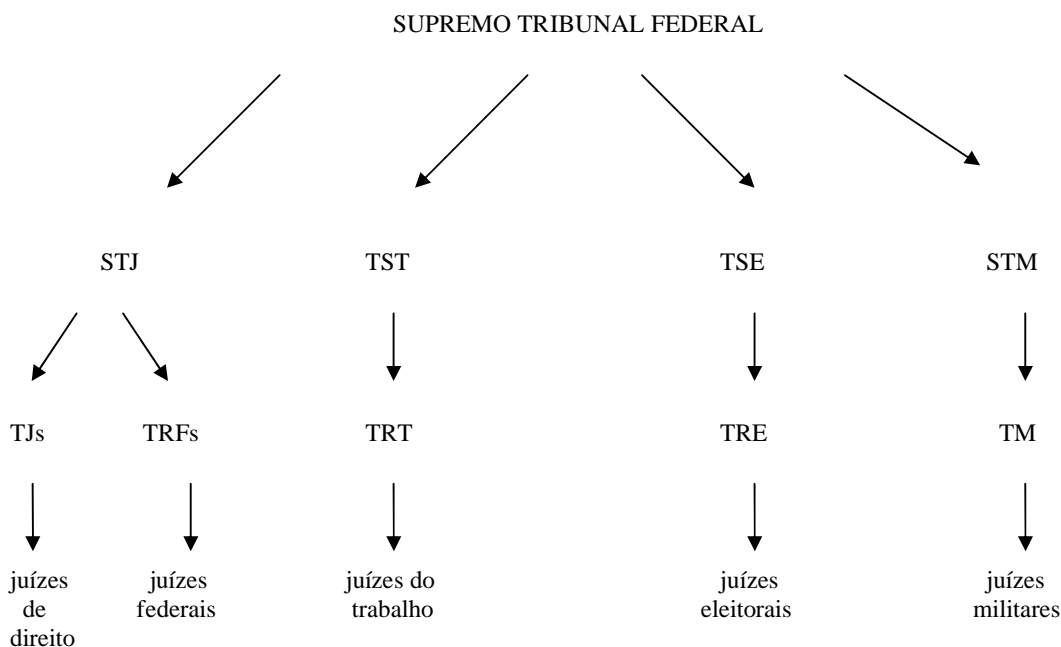 SUPREMO TRIBUNAL FEDERAL
STJ
TST
TSE
STM
TJs
TRFs
TRT
TRE
TM
juízes
de
direito
juízes
federais
juízes do
trabalho
juízes
eleitorais
juízes
militares